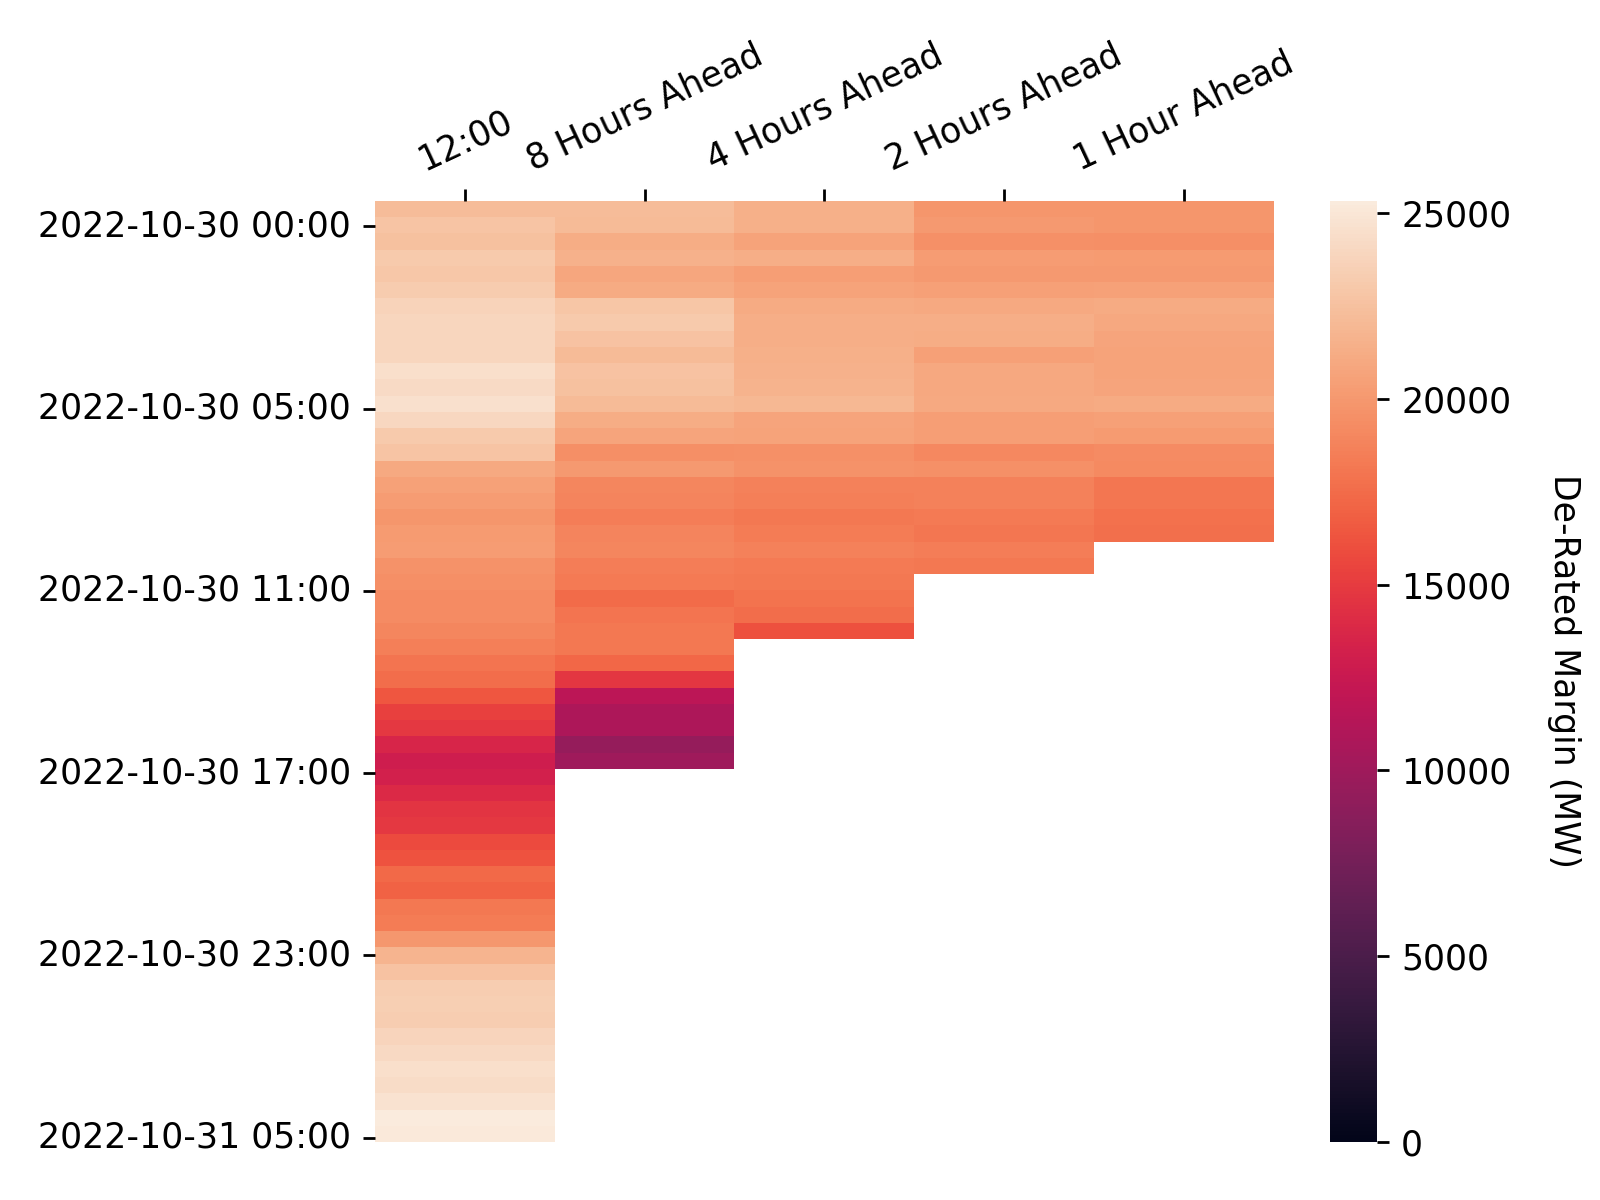 12:00
8 Hours Ahead
4 Hours Ahead
2 Hours Ahead
1 Hour Ahead
2022-10-30 00:00
2022-10-30 05:00
2022-10-30 11:00
2022-10-30 17:00
2022-10-30 23:00
2022-10-31 05:00
25000
20000
15000
10000
5000
0
De-Rated Margin (MW)